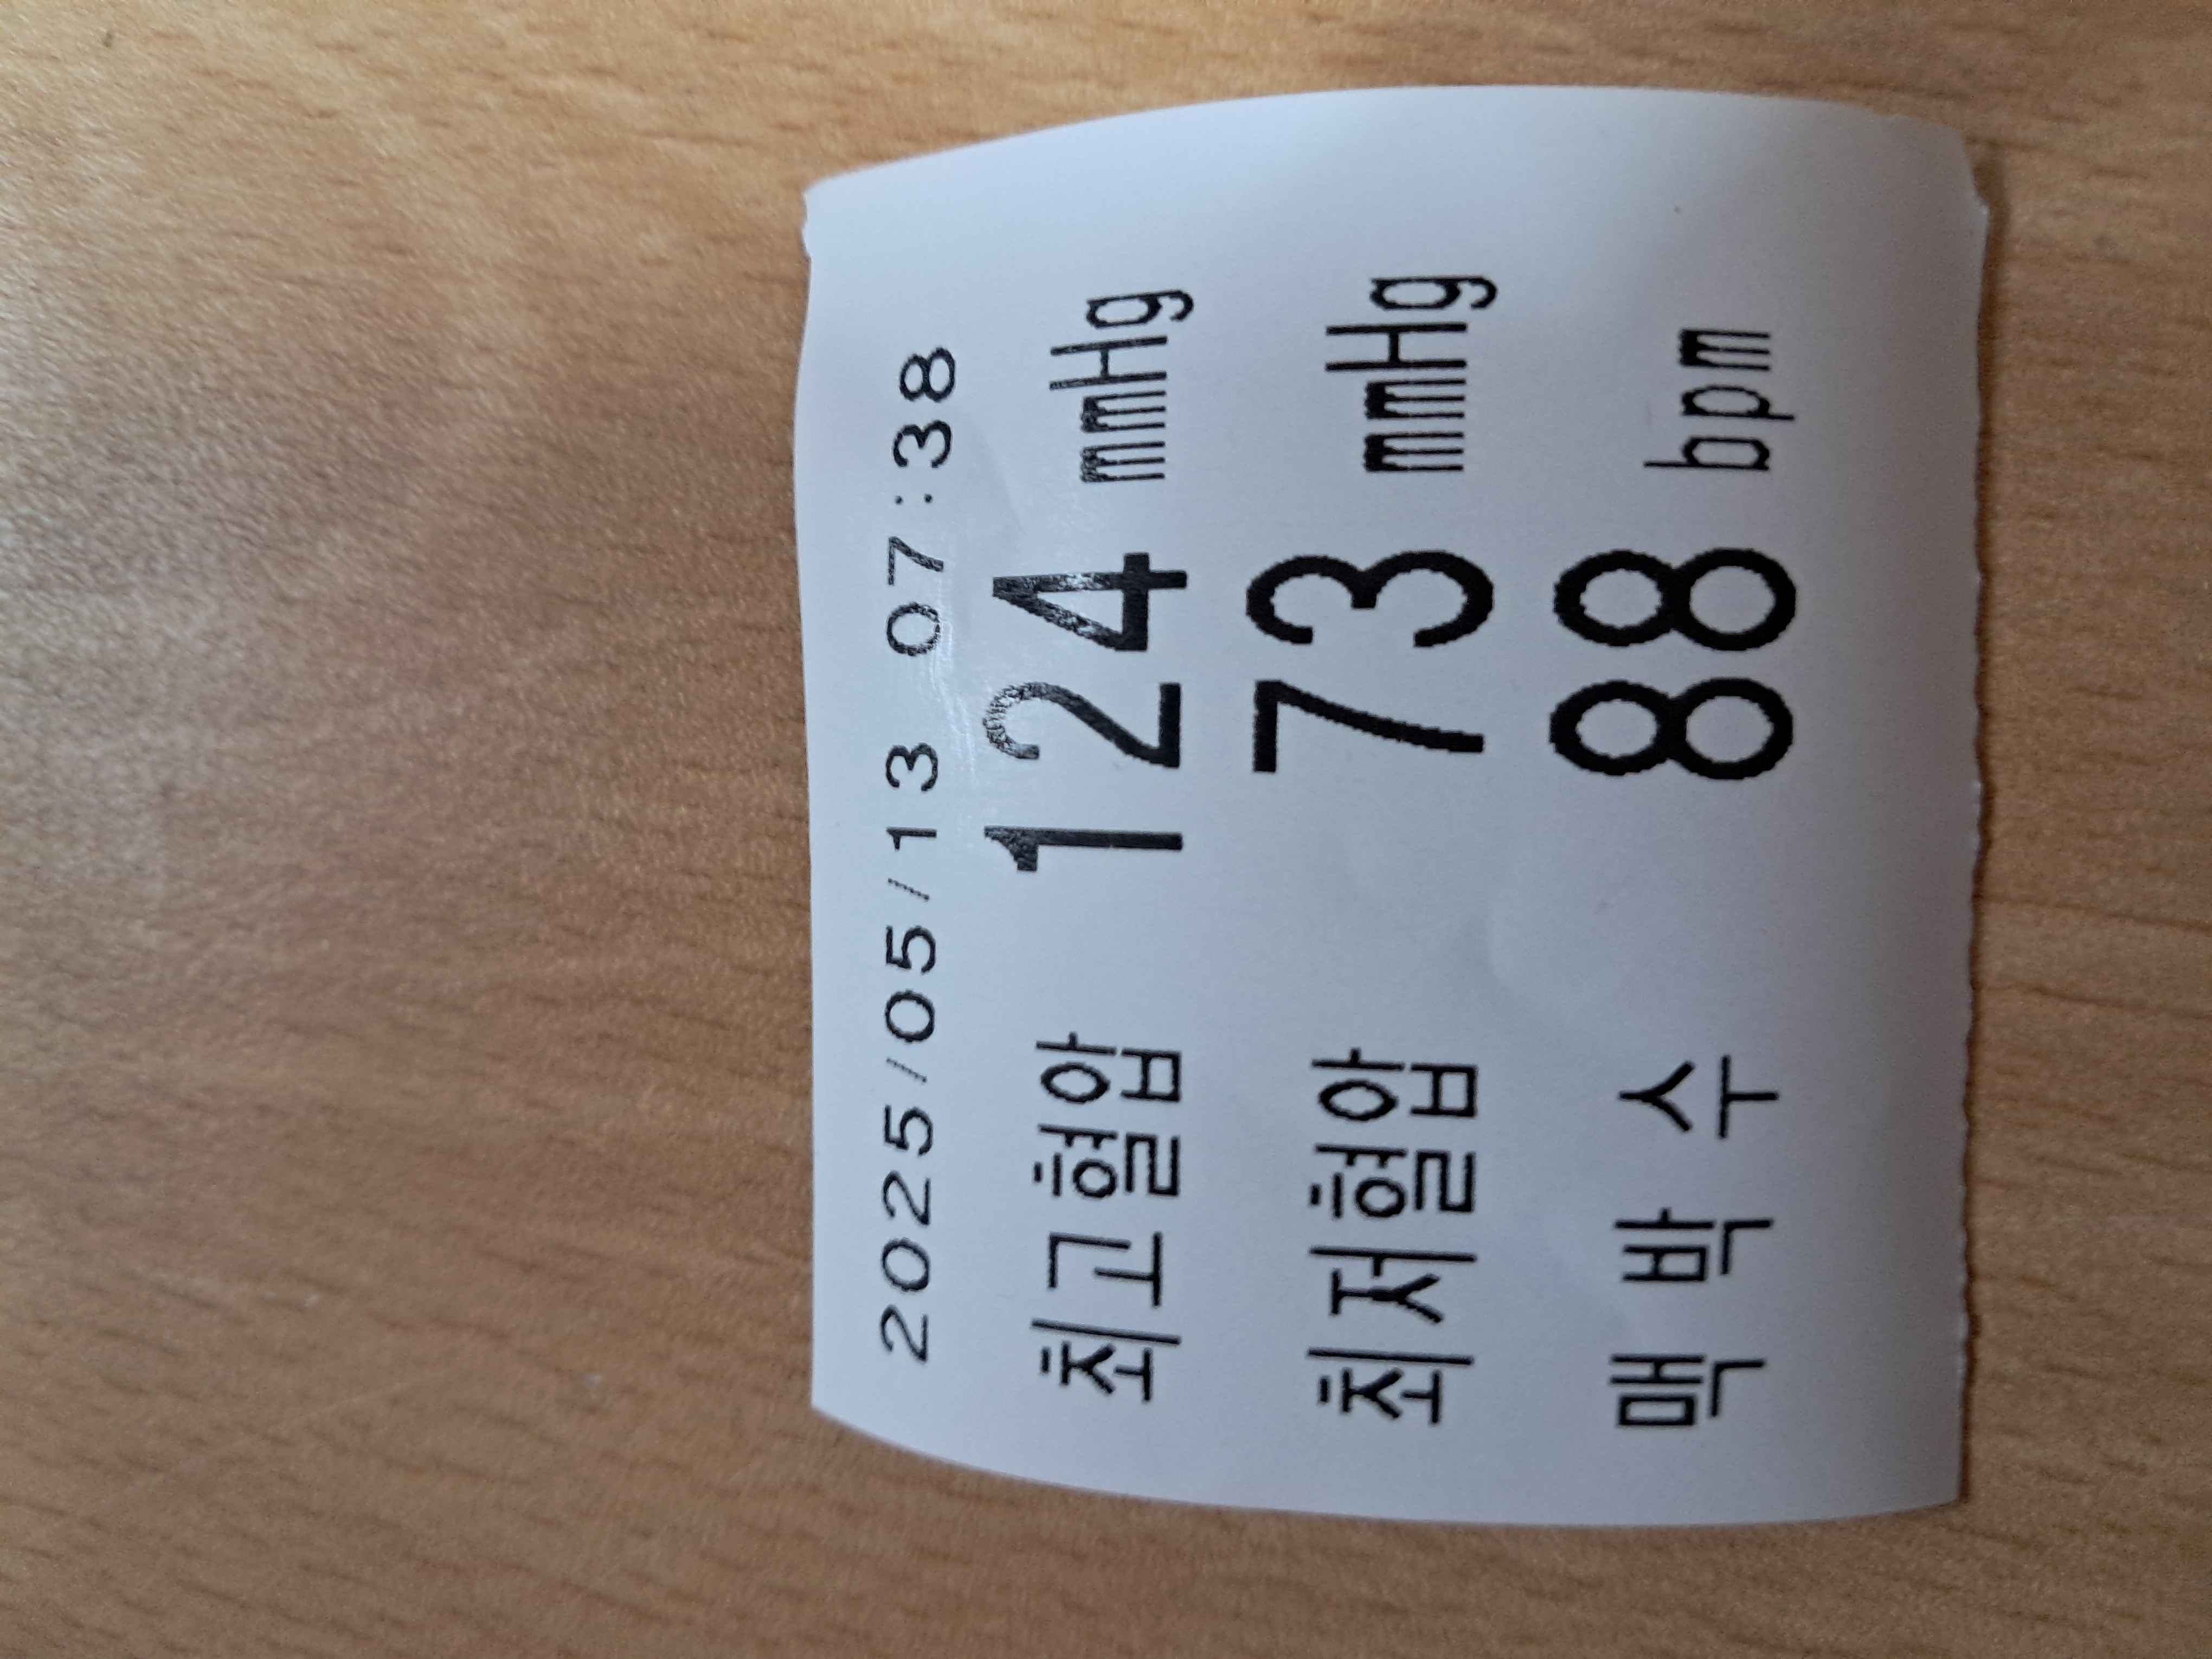 2025/05/13 07:38
최고혈압 124 mmHg
최저혈압 73 mmHg
맥 박 수 88 bpm